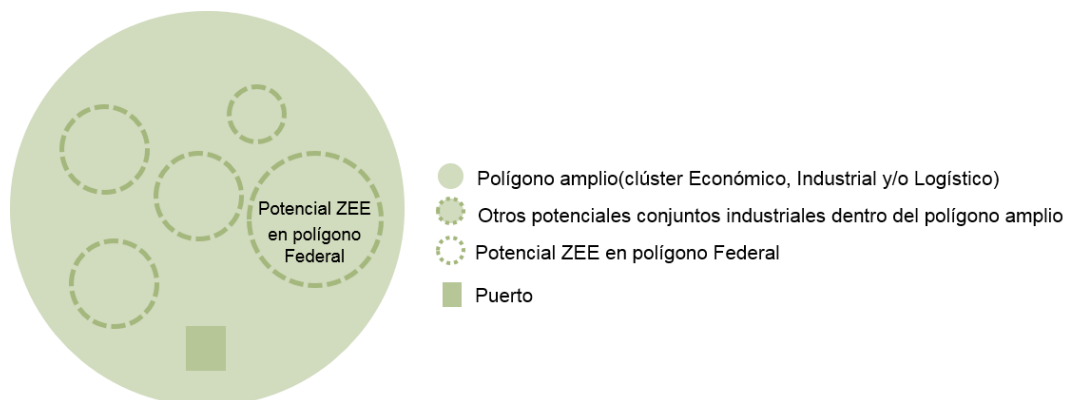 Potencial ZEE
en polígono
Federal
Polígono amplio(clúster Económico, Industrial y/o Logístico)
Otros potenciales conjuntos industriales dentro del polígono amplio
Potencial ZEE en polígono Federal
Puerto